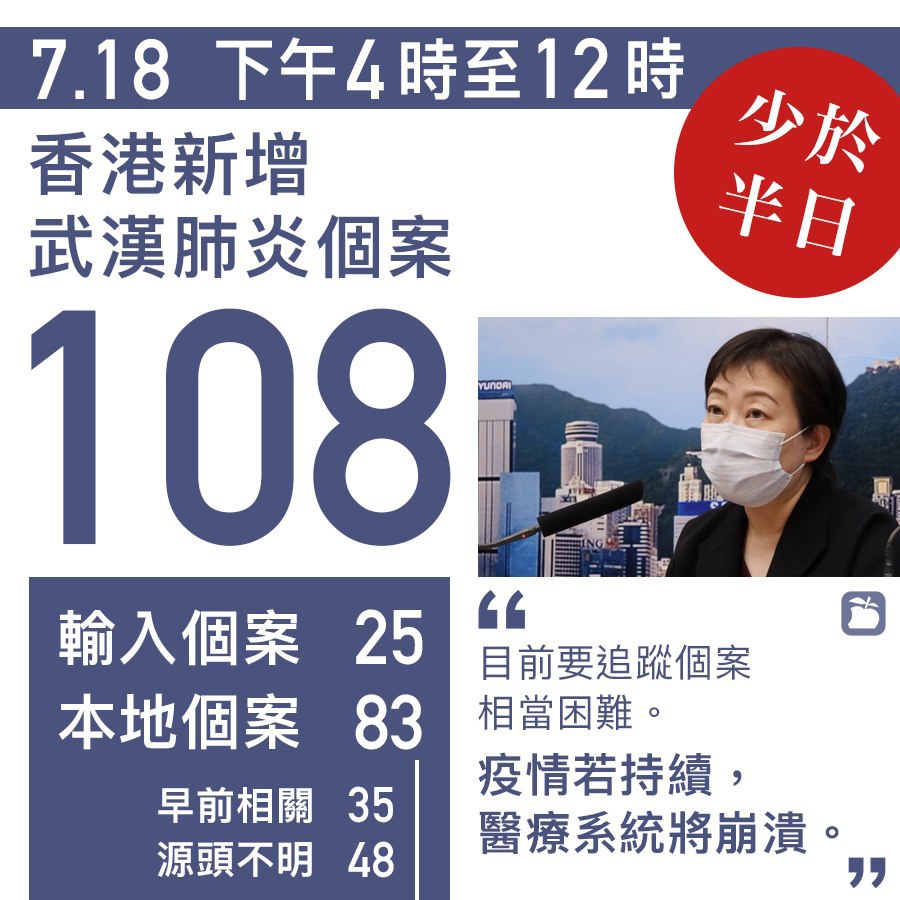 7.18 下午4時至12時
少於
半日
香港新增
武漢肺炎個案
108
YUNDAI
輸入個案 25
本地個案 83
早前相關 35
源頭不明 48
“
目前要追蹤個案
相當困難。
疫情若持續，
醫療系統將崩潰。
”